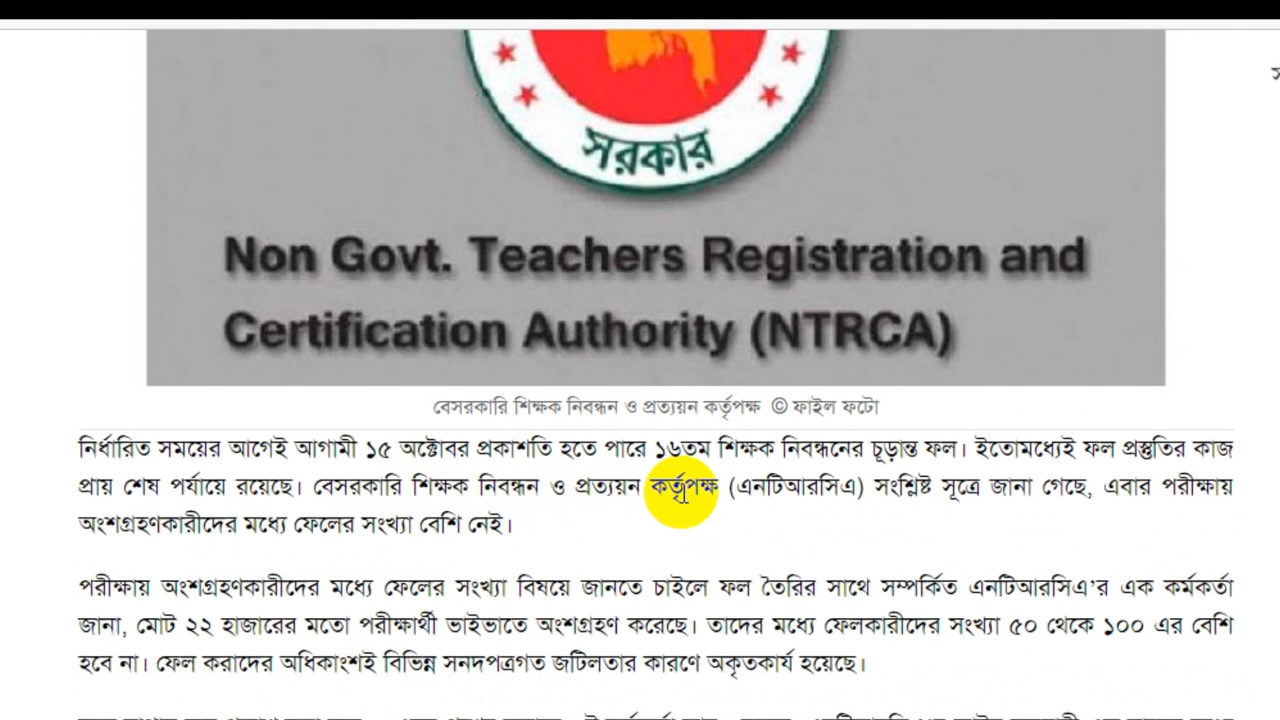 সরকার
Non Govt. Teachers Registration and
Certification Authority (NTRCA)
বেসরকারি শিক্ষক নিবন্ধন ও প্রত্যয়ন কর্তৃপক্ষ © ফাইল ফটো
নির্ধারিত সময়ের আগেই আগামী ১৫ অক্টোবর প্রকাশতি হতে পারে ১৬তম শিক্ষক নিবন্ধনের চূড়ান্ত ফল। ইতোমধ্যেই ফল প্রস্তুতির কাজ
প্রায় শেষ পর্যায়ে রয়েছে। বেসরকারি শিক্ষক নিবন্ধন ও প্রত্যয়ন কর্তৃপক্ষ (এনটিআরসিএ) সংশ্লিষ্ট সূত্রে জানা গেছে, এবার পরীক্ষায়
অংশগ্রহণকারীদের মধ্যে ফেলের সংখ্যা বেশি নেই।
পরীক্ষায় অংশগ্রহণকারীদের মধ্যে ফেলের সংখ্যা বিষয়ে জানতে চাইলে ফল তৈরির সাথে সম্পর্কিত এনটিআরসিএ’র এক কর্মকর্তা
জানা, মোট ২২ হাজারের মতো পরীক্ষার্থী ভাইভাতে অংশগ্রহণ করেছে। তাদের মধ্যে ফেলকারীদের সংখ্যা ৫০ থেকে ১০০ এর বেশি
হবে না। ফেল করাদের অধিকাংশই বিভিন্ন সনদপত্রগত জটিলতার কারণে অকৃতকার্য হয়েছে।